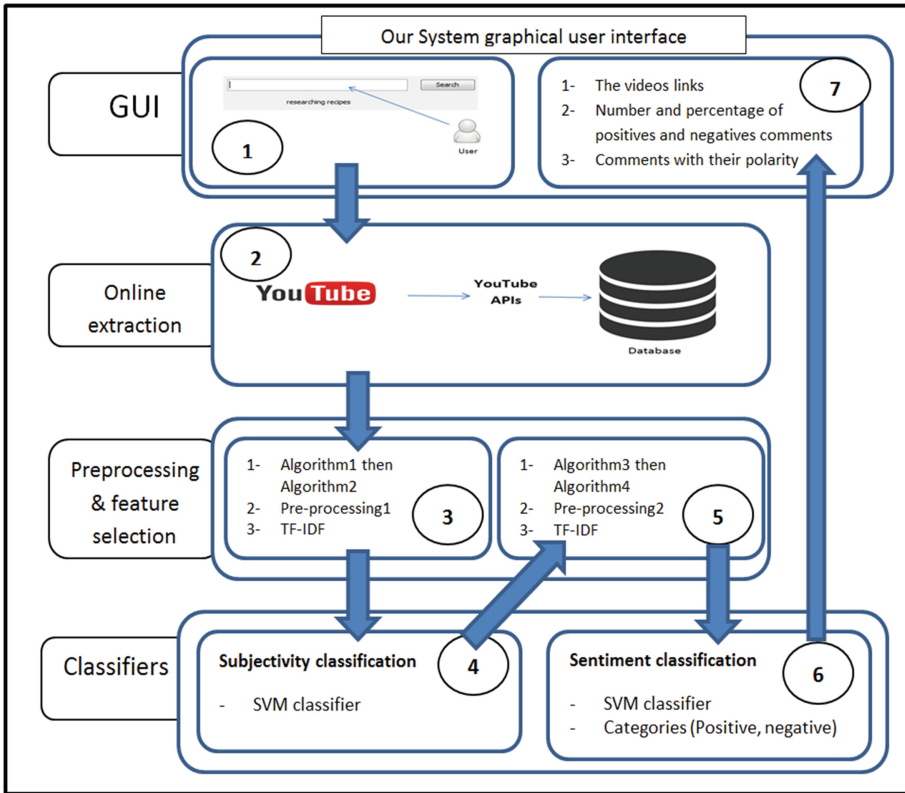 Our System graphical user interface
GUI
Search
researching recipes
User
1
1- The videos links
2- Number and percentage of
positives and negatives comments
3- Comments with their polarity
7
Online
extraction
2
YouTube
YouTube
APIs
Database
Preprocessing
& feature
selection
1- Algorithm1 then
Algorithm2
2- Pre-processing1
3- TF-IDF
3
1- Algorithm3 then
Algorithm4
2- Pre-processing2
3- TF-IDF
5
Classifiers
Subjectivity classification
- SVM classifier
4
Sentiment classification
- SVM classifier
- Categories (Positive, negative)
6